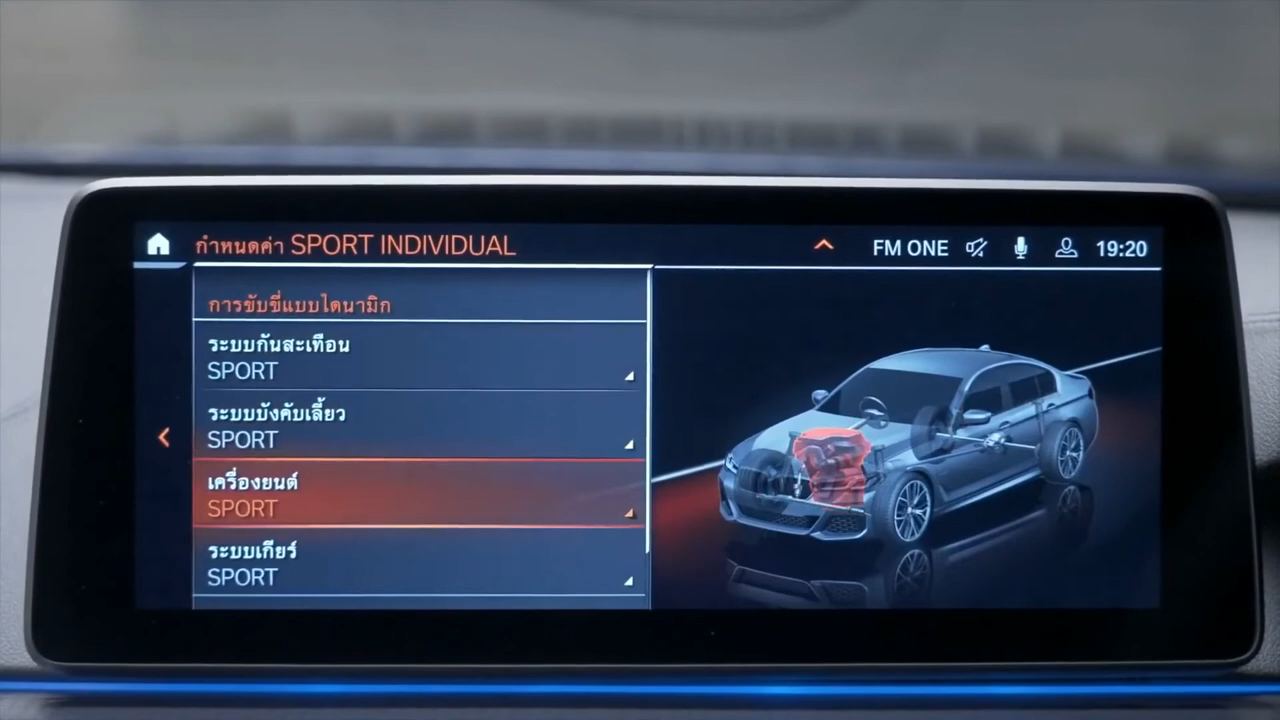 กำหนดค่า SPORT INDIVIDUAL
FM ONE
19:20
การขับขี่แบบไดนามิก
ระบบกันสะเทือน
SPORT
ระบบบังคับเลี้ยว
SPORT
เครื่องยนต์
SPORT
ระบบเกียร์
SPORT